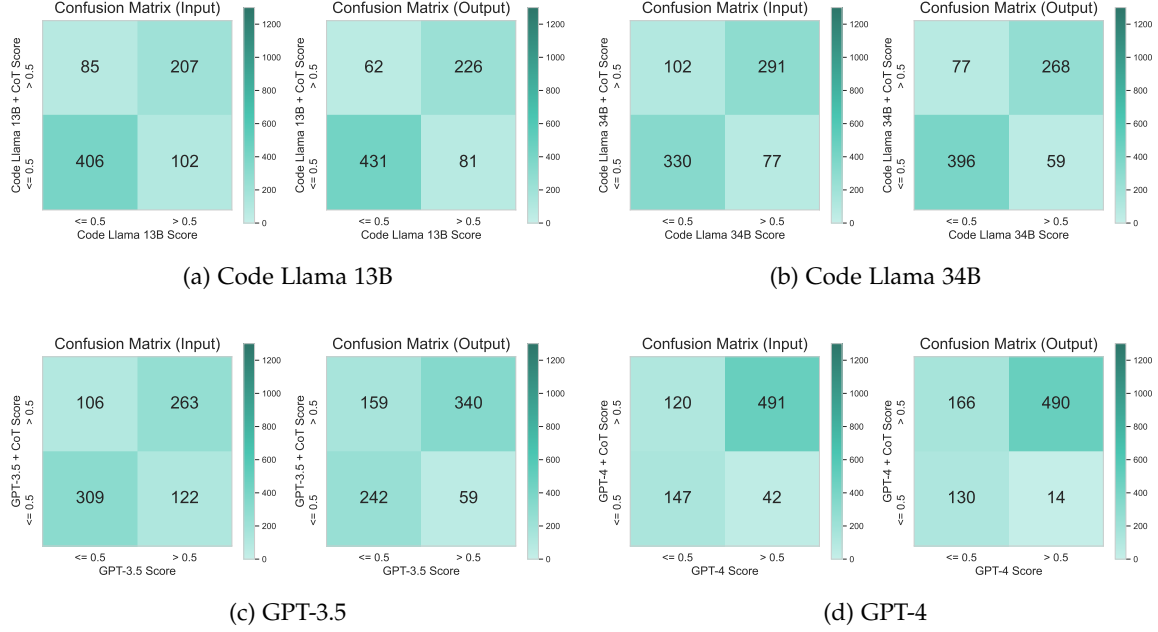 Confusion Matrix (Input)
Code Llama 13B + CoT Score
> 0.5
<= 0.5
85 207
406 102
<= 0.5 > 0.5
Code Llama 13B Score
1200
1000
800
600
400
200
0
Confusion Matrix (Output)
Code Llama 13B + CoT Score
> 0.5
<= 0.5
62 226
431 81
<= 0.5 > 0.5
Code Llama 13B Score
1200
1000
800
600
400
200
0
(a) Code Llama 13B
Confusion Matrix (Input)
Code Llama 34B + CoT Score
> 0.5
<= 0.5
102 291
330 77
<= 0.5 > 0.5
Code Llama 34B Score
1200
1000
800
600
400
200
0
Confusion Matrix (Output)
Code Llama 34B + CoT Score
> 0.5
<= 0.5
77 268
396 59
<= 0.5 > 0.5
Code Llama 34B Score
1200
1000
800
600
400
200
0
(b) Code Llama 34B
Confusion Matrix (Input)
GPT-3.5 + CoT Score
> 0.5
<= 0.5
106 263
309 122
<= 0.5 > 0.5
GPT-3.5 Score
1200
1000
800
600
400
200
0
Confusion Matrix (Output)
GPT-3.5 + CoT Score
> 0.5
<= 0.5
159 340
242 59
<= 0.5 > 0.5
GPT-3.5 Score
1200
1000
800
600
400
200
0
(c) GPT-3.5
Confusion Matrix (Input)
GPT-4 + CoT Score
> 0.5
<= 0.5
120 491
147 42
<= 0.5 > 0.5
GPT-4 Score
1200
1000
800
600
400
200
0
Confusion Matrix (Output)
GPT-4 + CoT Score
> 0.5
<= 0.5
166 490
130 14
<= 0.5 > 0.5
GPT-4 Score
1200
1000
800
600
400
200
0
(d) GPT-4